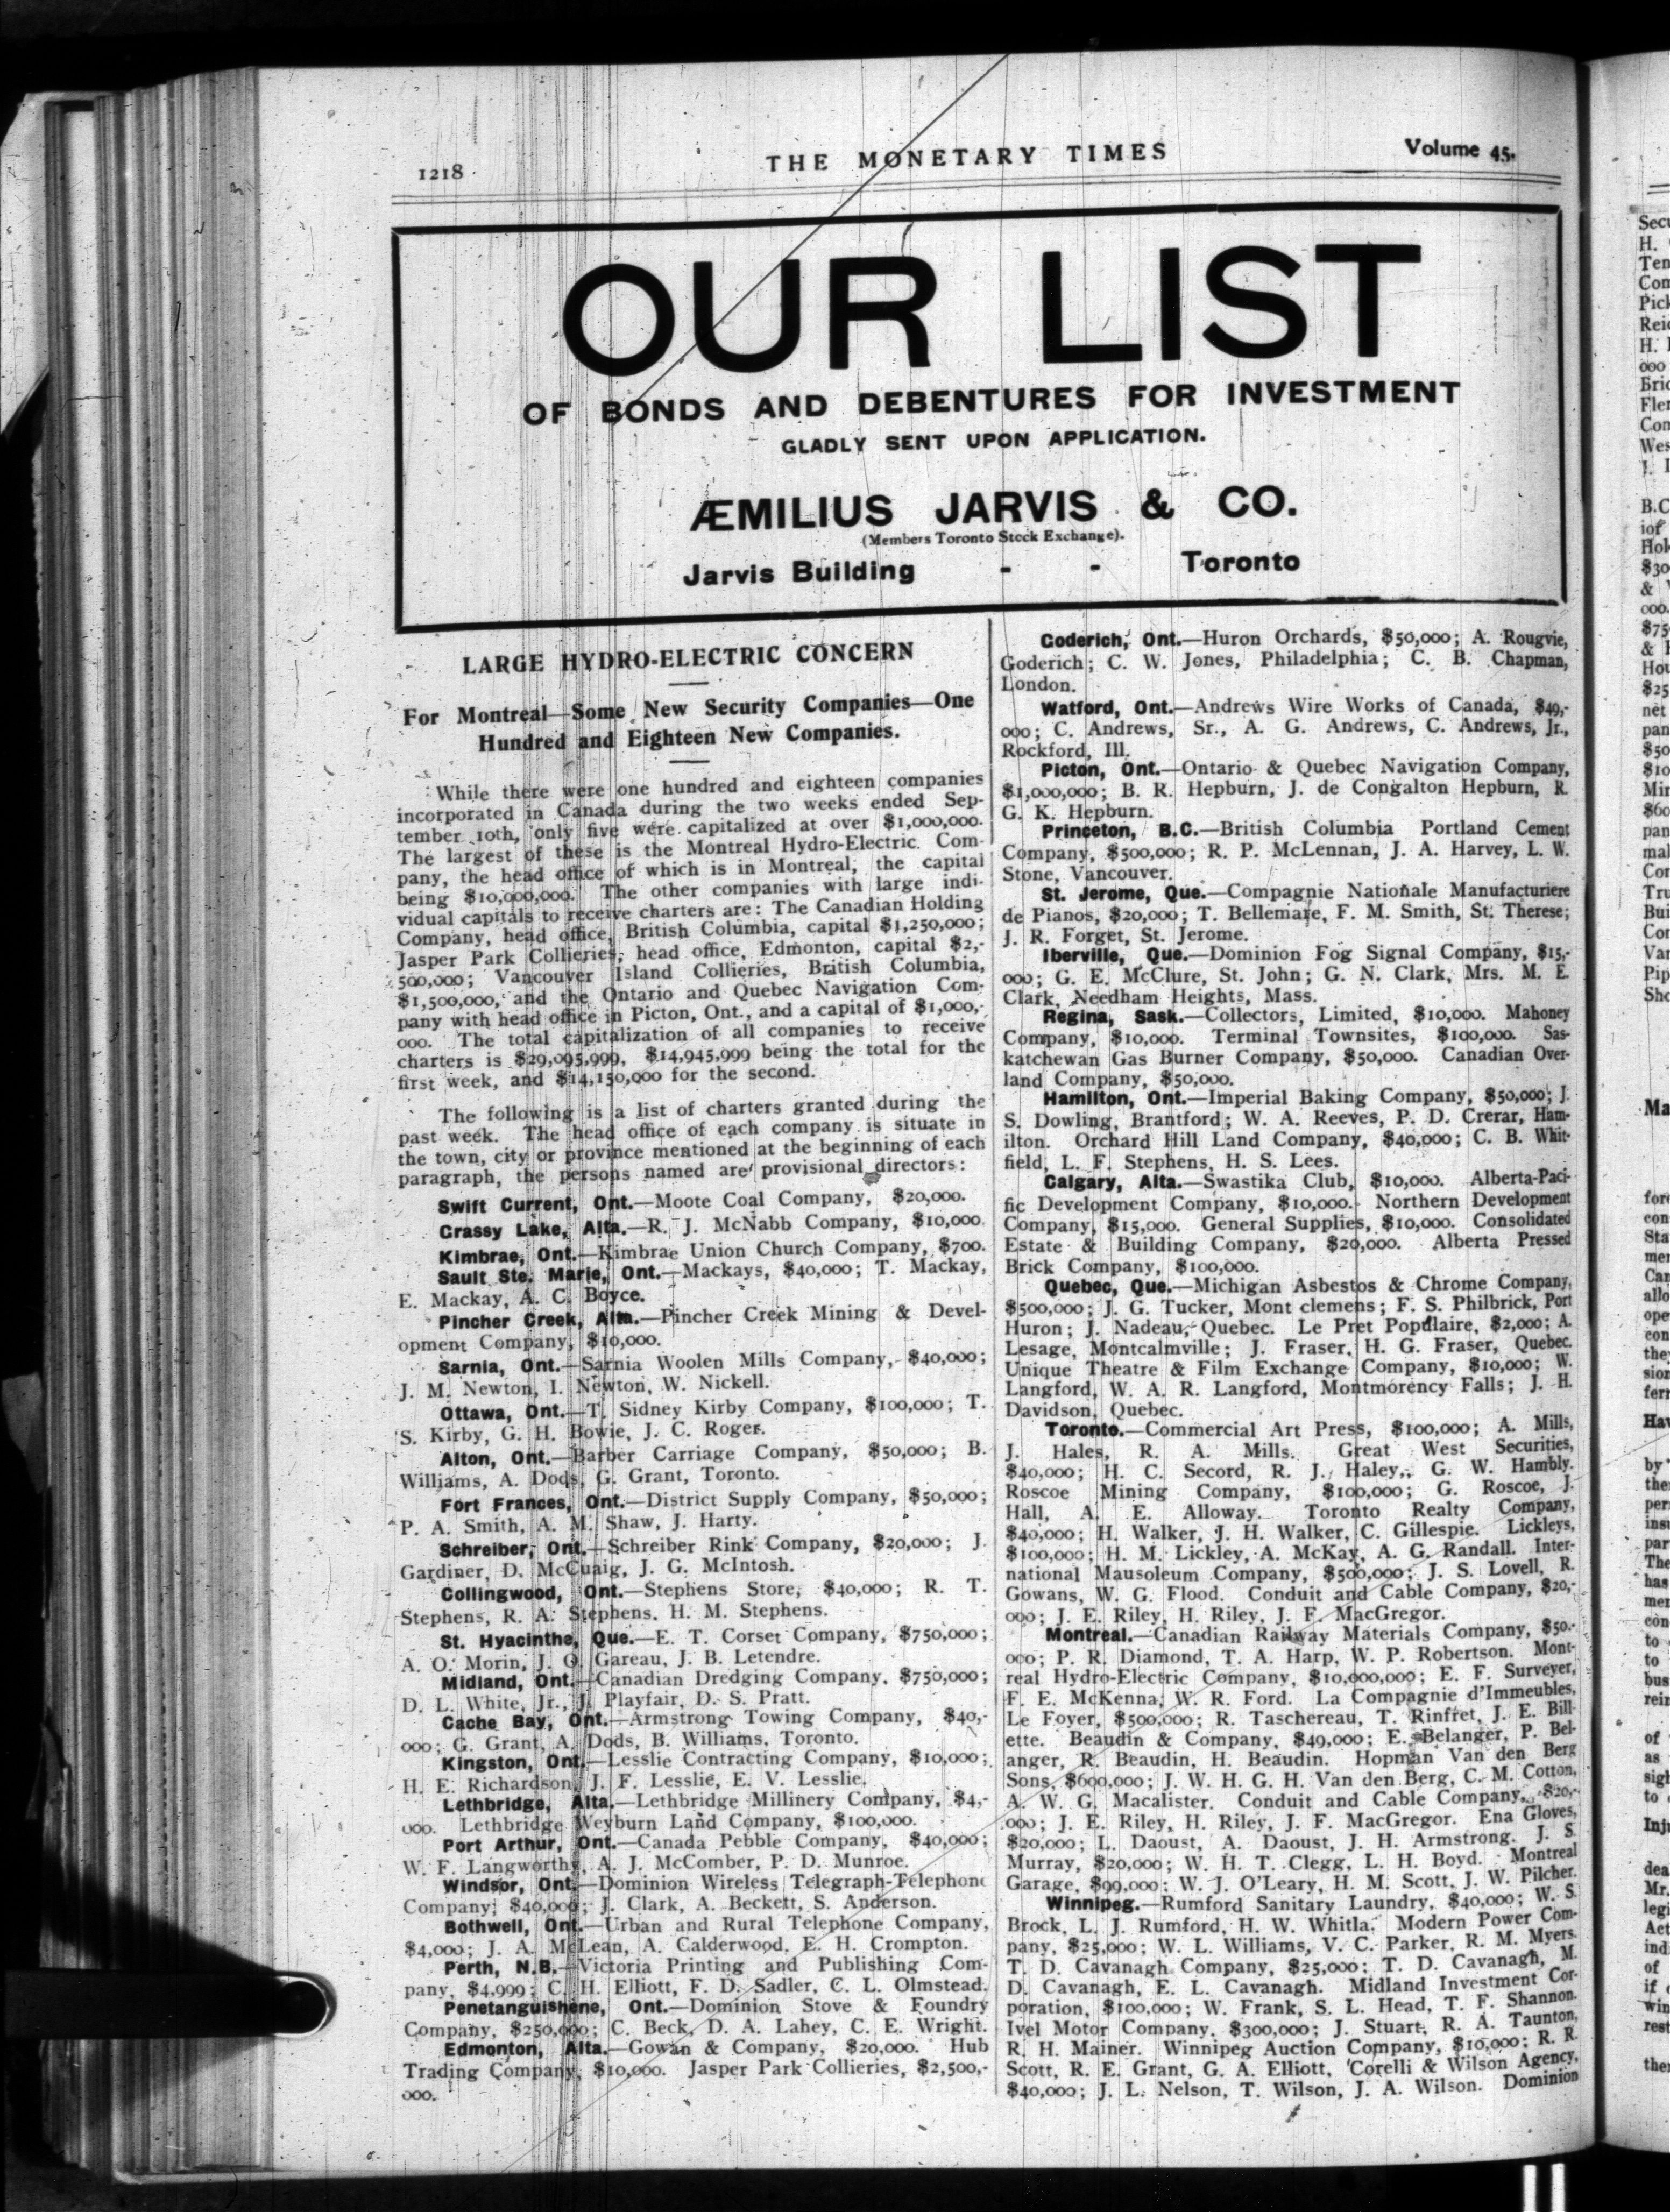 1218
THE MONETARY TIMES
Volume 45.
OUR LIST
OF BONDS AND DEBENTURES FOR INVESTMENT
GLADLY SENT UPON APPLICATION.
ÆMILIUS JARVIS & CO.
(Members Toronto Stock Exchange).
Jarvis Building - - Toronto
LARGE HYDRO-ELECTRIC CONCERN
For Montreal—Some New Security Companies—One
Hundred and Eighteen New Companies.
While there were one hundred and eighteen companies
incorporated in Canada during the two weeks ended Sep-
tember 10th, only five were capitalized at over $1,000,000.
The largest of these is the Montreal Hydro-Electric Com-
pany, the head office of which is in Montreal, the capital
being $10,000,000. The other companies with large indi-
vidual capitals to receive charters are: The Canadian Holding
Company, head office, British Columbia, capital $1,250,000;
Jasper Park Collieries, head office, Edmonton, capital $2,-
500,000; Vancouver Island Collieries, British Columbia,
$1,500,000, and the Ontario and Quebec Navigation Com-
pany with head office in Picton, Ont., and a capital of $1,000,-
000. The total capitalization of all companies to receive
charters is $29,095,999, $14,945,999 being the total for the
first week, and $14,150,000 for the second.
The following is a list of charters granted during the
past week. The head office of each company is situate in
the town, city or province mentioned at the beginning of each
paragraph, the persons named are provisional directors:
Swift Current, Ont.—Moote Coal Company, $20,000.
Grassy Lake, Alta.—R. J. McNabb Company, $10,000.
Kimbrae, Ont.—Kimbrae Union Church Company, $700.
Sault Ste. Marie, Ont.—Mackays, $40,000; T. Mackay,
E. Mackay, A. C. Boyce.
Pincher Creek, Alta.—Pincher Creek Mining & Devel-
opment Company, $10,000.
Sarnia, Ont.—Sarnia Woolen Mills Company, $40,000;
J. M. Newton, I. Newton, W. Nickell.
Ottawa, Ont.—T. Sidney Kirby Company, $100,000; T.
S. Kirby, G. H. Bowie, J. C. Roger.
Alton, Ont.—Barber Carriage Company, $50,000; B.
Williams, A. Dods, G. Grant, Toronto.
Fort Frances, Ont.—District Supply Company, $50,000;
P. A. Smith, A. M. Shaw, J. Harty.
Schreiber, Ont.—Schreiber Rink Company, $20,000; J.
Gardiner, D. McCuaig, J. G. McIntosh.
Collingwood, Ont.—Stephens Store, $40,000; R. T.
Stephens, R. A. Stephens, H. M. Stephens.
St. Hyacinthe, Que.—E. T. Corset Company, $750,000;
A. O. Morin, J. O. Gareau, J. B. Letendre.
Midland, Ont.—Canadian Dredging Company, $750,000;
D. L. White, Jr., J. Playfair, D. S. Pratt.
Cache Bay, Ont.—Armstrong Towing Company, $40,-
000; G. Grant, A. Dods, B. Williams, Toronto.
Kingston, Ont.—Lesslie Contracting Company, $10,000;
H. E. Richardson, J. F. Lesslie, E. V. Lesslie.
Lethbridge, Alta.—Lethbridge Millinery Company, $4,-
000. Lethbridge Weyburn Land Company, $100,000.
Port Arthur, Ont.—Canada Pebble Company, $40,000;
W. F. Langworthy, A. J. McComber, P. D. Munroe.
Windsor, Ont.—Dominion Wireless Telegraph-Telephone
Company, $40,000; J. Clark, A. Beckett, S. Anderson.
Bothwell, Ont.—Urban and Rural Telephone Company,
$4,000; J. A. McLean, A. Calderwood, E. H. Crompton.
Perth, N.B.—Victoria Printing and Publishing Com-
pany, $4,999; C. H. Elliott, F. D. Sadler, C. L. Olmstead.
Penetanguishene, Ont.—Dominion Stove & Foundry
Company, $250,000; C. Beck, D. A. Lahey, C. E. Wright.
Edmonton, Alta.—Gowan & Company, $20,000. Hub
Trading Company, $10,000. Jasper Park Collieries, $2,500,-
000.
Goderich, Ont.—Huron Orchards, $50,000; A. Rougvie,
Goderich; C. W. Jones, Philadelphia; C. B. Chapman,
London.
Watford, Ont.—Andrews Wire Works of Canada, $49,-
000; C. Andrews, Sr., A. G. Andrews, C. Andrews, Jr.,
Rockford, Ill.
Picton, Ont.—Ontario & Quebec Navigation Company,
$1,000,000; B. R. Hepburn, J. de Congalton Hepburn, R.
G. K. Hepburn.
Princeton, B.C.—British Columbia Portland Cement
Company, $500,000; R. P. McLennan, J. A. Harvey, L. W.
Stone, Vancouver.
St. Jerome, Que.—Compagnie Nationale Manufacturiere
de Pianos, $20,000; T. Bellemare, F. M. Smith, St. Therese;
J. R. Forget, St. Jerome.
Iberville, Que.—Dominion Fog Signal Company, $15,-
000; G. E. McClure, St. John; G. N. Clark, Mrs. M. E.
Clark, Needham Heights, Mass.
Regina, Sask.—Collectors, Limited, $10,000. Mahoney
Company, $10,000. Terminal Townsites, $100,000. Sas-
katchewan Gas Burner Company, $50,000. Canadian Over-
land Company, $50,000.
Hamilton, Ont.—Imperial Baking Company, $50,000; J.
S. Dowling, Brantford; W. A. Reeves, P. D. Crerar, Ham-
ilton. Orchard Hill Land Company, $40,000; C. B. Whit-
field, L. F. Stephens, H. S. Lees.
Calgary, Alta.—Swastika Club, $10,000. Alberta-Paci-
fic Development Company, $10,000. Northern Development
Company, $15,000. General Supplies, $10,000. Consolidated
Estate & Building Company, $20,000. Alberta Pressed
Brick Company, $100,000.
Quebec, Que.—Michigan Asbestos & Chrome Company,
$500,000; J. G. Tucker, Mont clemens; F. S. Philbrick, Port
Huron; J. Nadeau, Quebec. Le Pret Populaire, $2,000; A.
Lesage, Montcalmville; J. Fraser, H. G. Fraser, Quebec.
Unique Theatre & Film Exchange Company, $10,000; W.
Langford, W. A. R. Langford, Montmorency Falls; J. H.
Davidson, Quebec.
Toronto.—Commercial Art Press, $100,000; A. Mills,
J. Hales, R. A. Mills. Great West Securities,
$40,000; H. C. Secord, R. J. Haley, G. W. Hambly.
Roscoe Mining Company, $100,000; G. Roscoe, J.
Hall, A. E. Alloway. Toronto Realty Company,
$40,000; H. Walker, J. H. Walker, C. Gillespie. Lickleys,
$100,000; H. M. Lickley, A. McKay, A. G. Randall. Inter-
national Mausoleum Company, $500,000; J. S. Lovell, R.
Gowans, W. G. Flood. Conduit and Cable Company, $20,-
000; J. E. Riley, H. Riley, J. F. MacGregor.
Montreal.—Canadian Railway Materials Company, $50.-
000; P. R. Diamond, T. A. Harp, W. P. Robertson. Mont-
real Hydro-Electric Company, $10,000,000; E. F. Surveyer,
F. E. McKenna, W. R. Ford. La Compagnie d'Immeubles,
Le Foyer, $500,000; R. Taschereau, T. Rinfret, J. E. Bill-
ette. Beaudin & Company, $49,000; E. Belanger, P. Bel-
anger, R. Beaudin, H. Beaudin. Hopman Van den Berg
Sons, $600,000; J. W. H. G. H. Van den Berg, C. M. Cotton,
A. W. G. Macalister. Conduit and Cable Company, $20,-
000; J. E. Riley, H. Riley, J. F. MacGregor. Ena Gloves,
$20,000; L. Daoust, A. Daoust, J. H. Armstrong. J. S.
Murray, $20,000; W. H. T. Clegg, L. H. Boyd. Montreal
Garage, $99,000; W. J. O'Leary, H. M. Scott, J. W. Pilcher.
Winnipeg.—Rumford Sanitary Laundry, $40,000; W. S.
Brock, L. J. Rumford, H. W. Whitla. Modern Power Com-
pany, $25,000; W. L. Williams, V. C. Parker, R. M. Myers.
T. D. Cavanagh Company, $25,000; T. D. Cavanagh, M.
D. Cavanagh, E. L. Cavanagh. Midland Investment Cor-
poration, $100,000; W. Frank, S. L. Head, T. F. Shannon.
Ivel Motor Company, $300,000; J. Stuart, R. A. Taunton,
R. H. Mainer. Winnipeg Auction Company, $10,000; R. R.
Scott, R. E. Grant, G. A. Elliott. Corelli & Wilson Agency,
$40,000; J. L. Nelson, T. Wilson, J. A. Wilson. Dominion